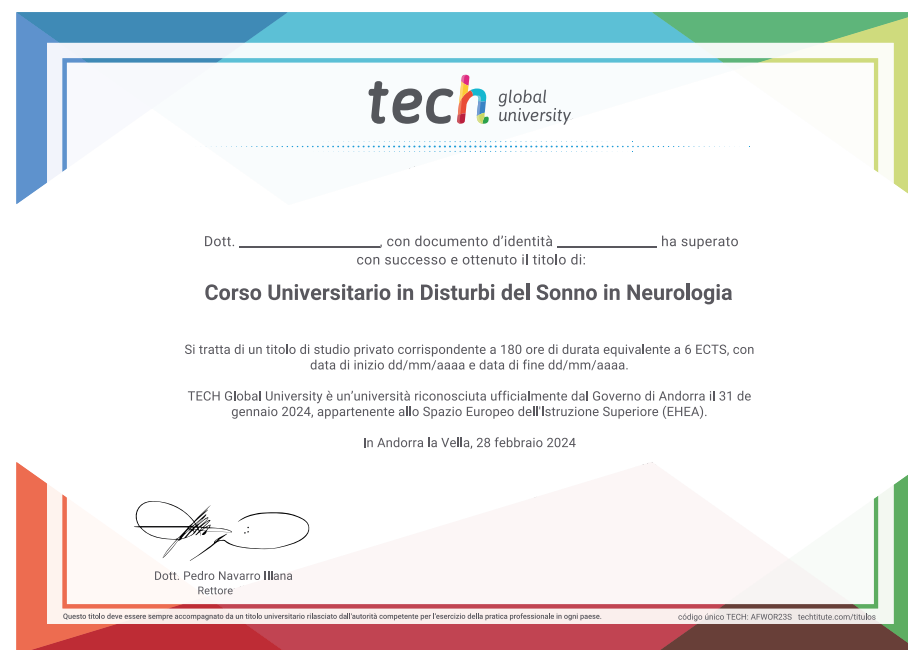 tech global university
Dott. ____________, con documento d'identità ____________ ha superato
con successo e ottenuto il titolo di:
Corso Universitario in Disturbi del Sonno in Neurologia
Si tratta di un titolo di studio privato corrispondente a 180 ore di durata equivalente a 6 ECTS, con
data di inizio dd/mm/aaaa e data di fine dd/mm/aaaa.
TECH Global University è un'università riconosciuta ufficialmente dal Governo di Andorra il 31 de
gennaio 2024, appartenente allo Spazio Europeo dell'Istruzione Superiore (EHEA).
In Andorra la Vella, 28 febbraio 2024
Dott. Pedro Navarro Illana
Rettore
Questo titolo deve essere sempre accompagnato da un titolo universitario rilasciato dall'autorità competente per l'esercizio della pratica professionale in ogni paese.
código único TECH: AFWOR23S techtitute.com/titulos